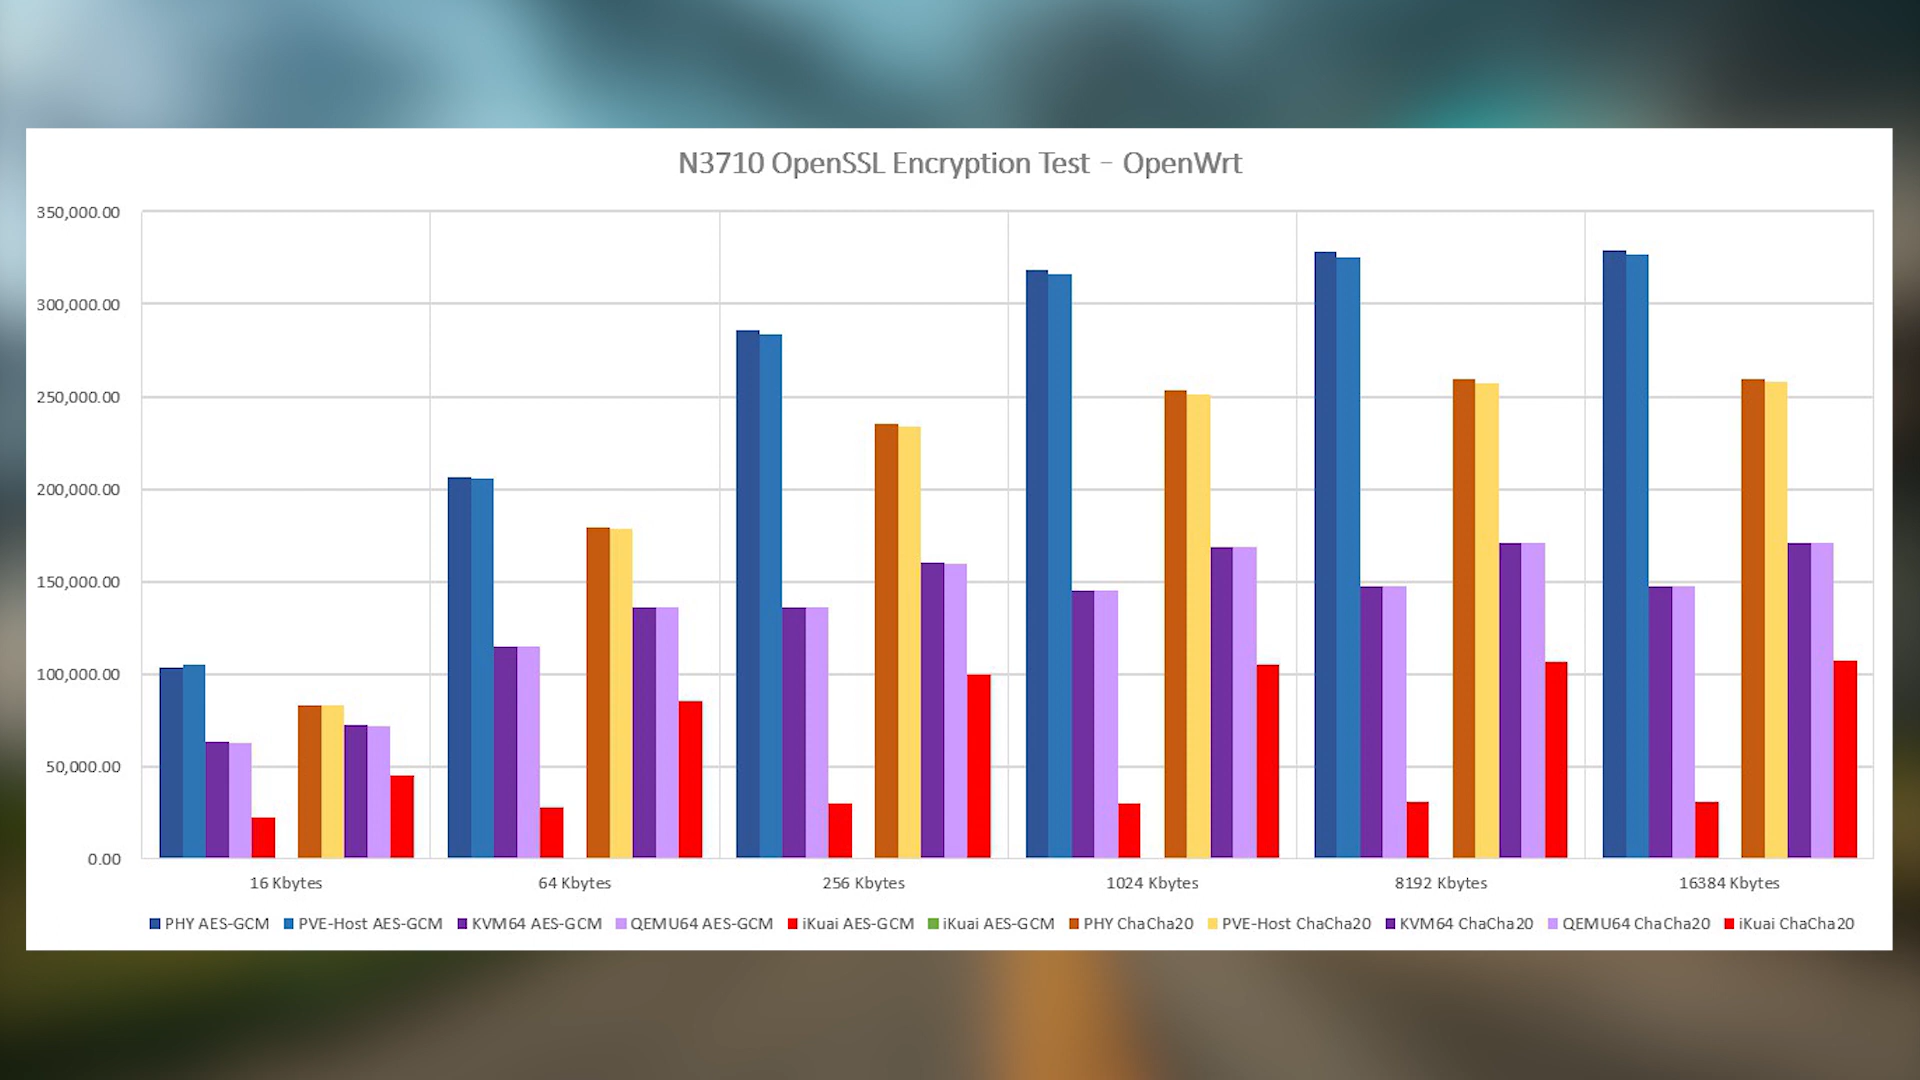 N3710 OpenSSL Encryption Test - OpenWrt
350,000.00
300,000.00
250,000.00
200,000.00
150,000.00
100,000.00
50,000.00
0.00
16 Kbytes 64 Kbytes 256 Kbytes 1024 Kbytes 8192 Kbytes 16384 Kbytes
PHY AES-GCM PVE-Host AES-GCM KVM64 AES-GCM QEMU64 AES-GCM iKuai AES-GCM iKuai AES-GCM PHY ChaCha20 PVE-Host ChaCha20 KVM64 ChaCha20 QEMU64 ChaCha20 iKuai ChaCha20